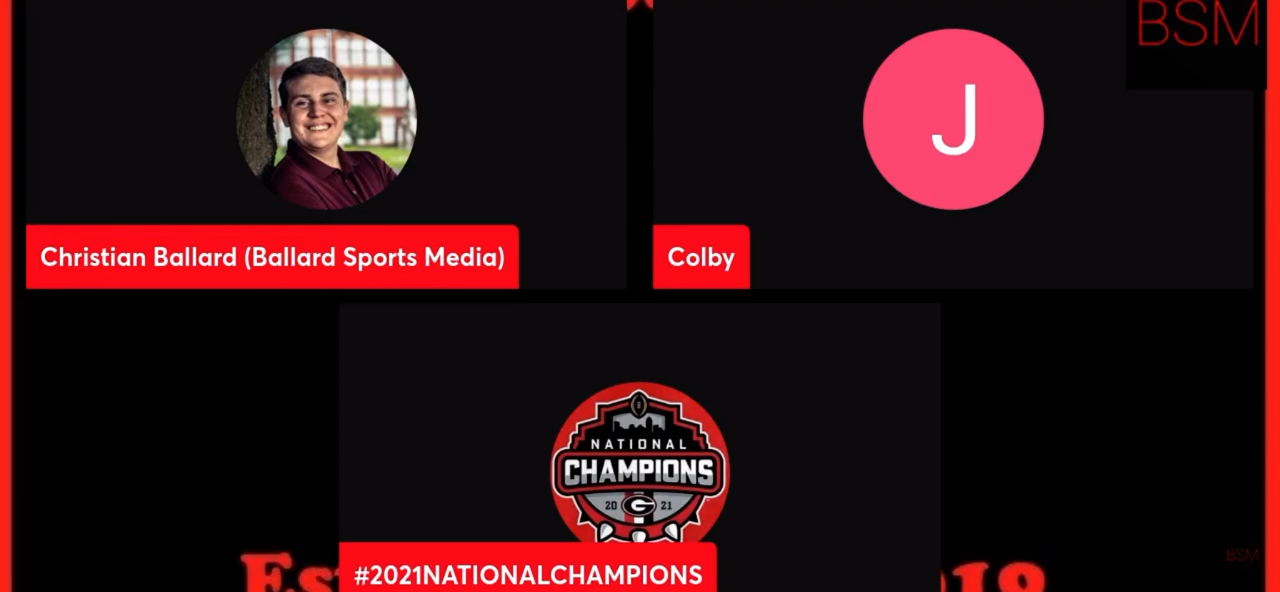 BSM
J
Christian Ballard (Ballard Sports Media)
Colby
NATIONAL
CHAMPIONS
20 G 21
BSM
#2021NATIONALCHAMPIONS